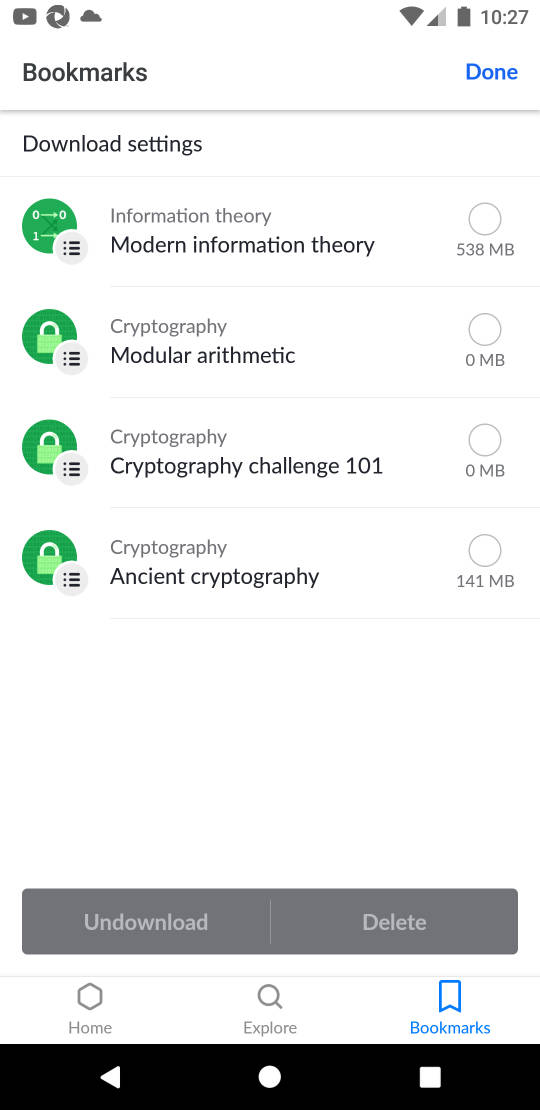 10:27
Bookmarks
Done
Download settings
0→0
1→
Information theory
Modern information theory
538 MB
Cryptography
Modular arithmetic
0 MB
Cryptography
Cryptography challenge 101
0 MB
Cryptography
Ancient cryptography
141 MB
Undownload
Delete
Home
Explore
Bookmarks